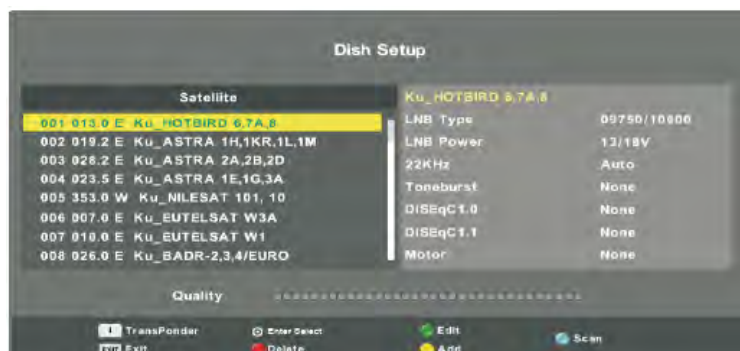 Dish Setup
Satellite
001 013.0 E Ku_HOTBIRD 6,7A,8
002 019.2 E Ku_ASTRA 1H,1KR,1L,1M
003 028.2 E Ku_ASTRA 2A,2B,2D
004 023.5 E Ku_ASTRA 1E,1G,3A
005 353.0 W Ku_NILESAT 101, 10
006 007.0 E Ku_EUTELSAT W3A
007 010.0 E Ku_EUTELSAT W1
008 026.0 E Ku_BADR-2,3,4/EURO
Ku_HOTBIRD 6,7A,8
LNB Type 09750/10600
LNB Power 13/18V
22KHz Auto
Toneburst None
DISEqC1.0 None
DISEqC1.1 None
Motor None
Quality
TransPonder Enter Select Edit Scan
EXIT Exit Delete Add